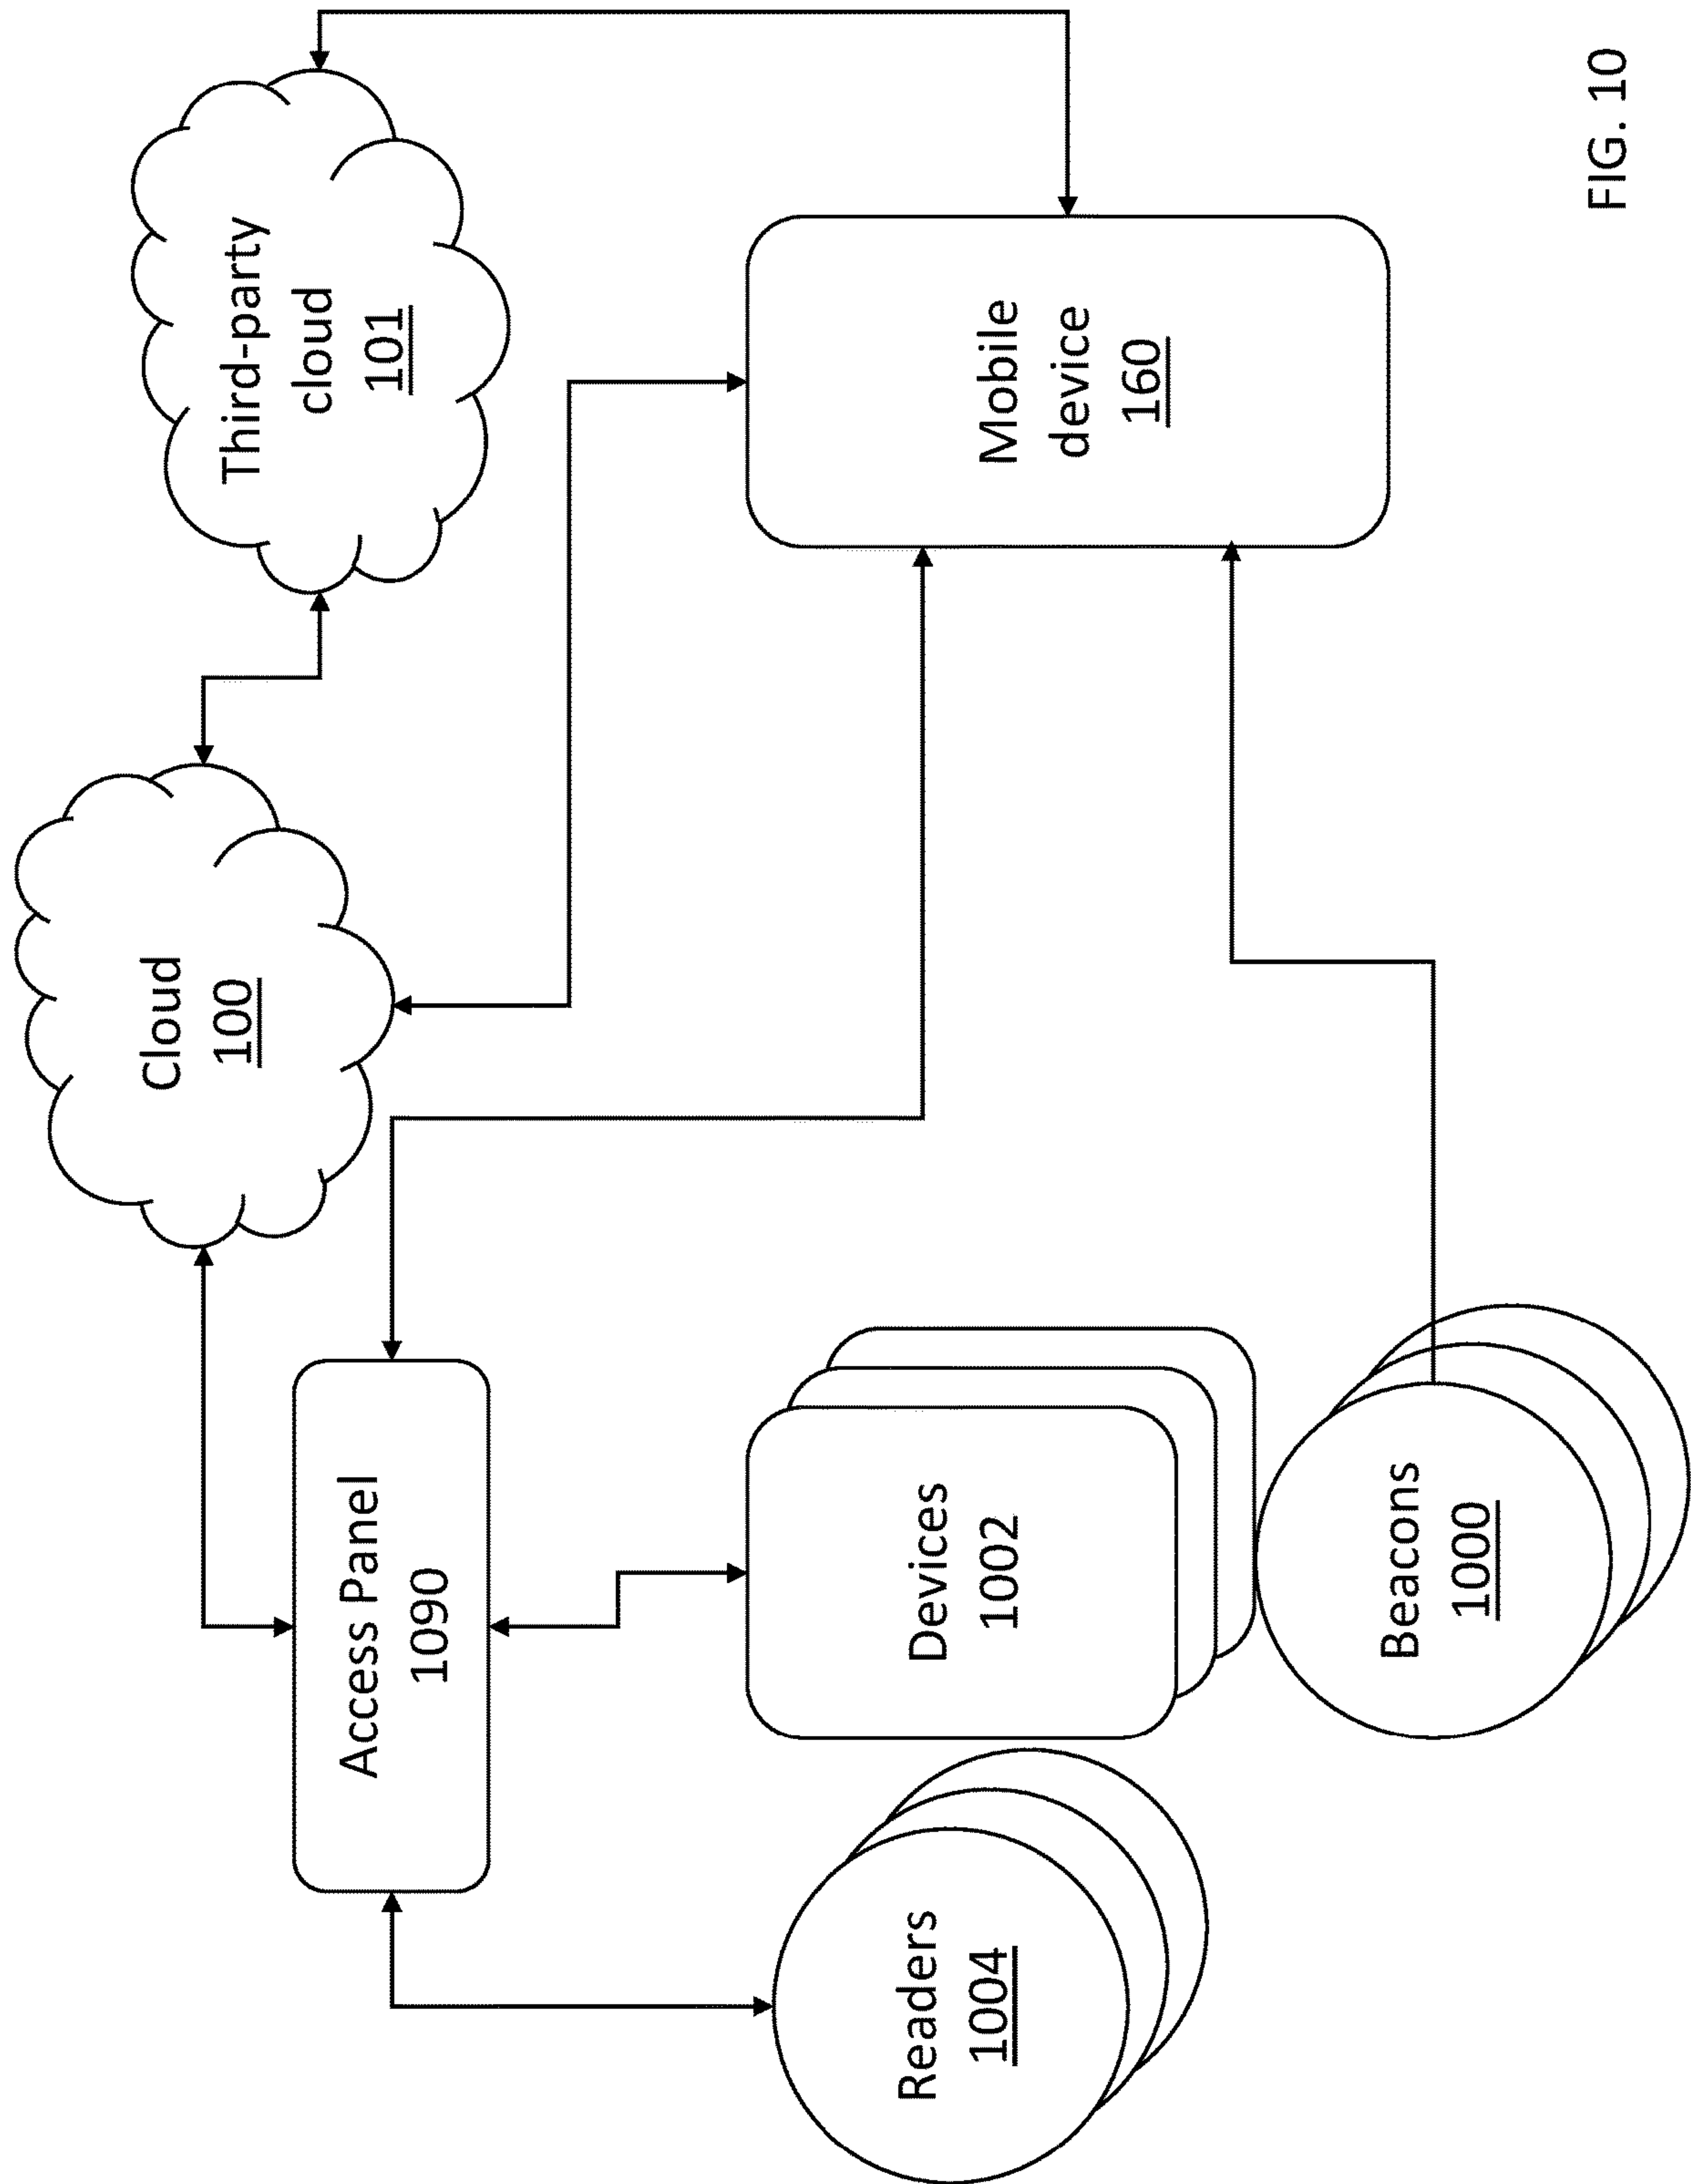 Cloud
100
Third-party
cloud
101
Access Panel
1090
Mobile
device
160
Readers
1004
Devices
1002
Beacons
1000
FIG. 10